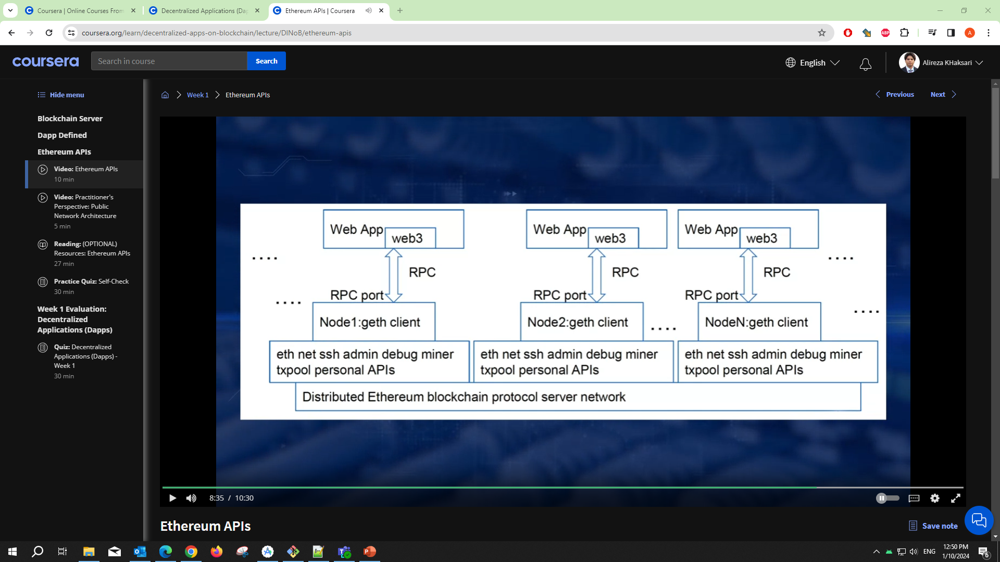 Coursera | Online Courses From
Decentralized Applications (Da
Ethereum APIs | Coursera
coursera.org/learn/decentralized-apps-on-blockchain/lecture/DINoB/ethereum-apis
ABP
A
coursera
Search in course
Search
English
Alireza KHaksari
Hide menu
Week 1
Ethereum APIs
Previous
Next
Blockchain Server
Dapp Defined
Ethereum APIs
Video: Ethereum APIs
10 min
Video: Practitioner's
Perspective: Public
Network Architecture
5 min
Reading: (OPTIONAL)
Resources: Ethereum APIs
27 min
Practice Quiz: Self-Check
30 min
Week 1 Evaluation:
Decentralized
Applications (Dapps)
Quiz: Decentralized
Applications (Dapps) -
Week 1
30 min
Web App web3
Web App web3
Web App web3
....
....
RPC
RPC
RPC
RPC port
RPC port
RPC port
....
....
Node1:geth client
Node2:geth client
....
NodeN:geth client
eth net ssh admin debug miner
txpool personal APIs
eth net ssh admin debug miner
txpool personal APIs
eth net ssh admin debug miner
txpool personal APIs
Distributed Ethereum blockchain protocol server network
8:35 / 10:30
Ethereum APIs
Save note
ENG
12:50 PM
1/10/2024
6